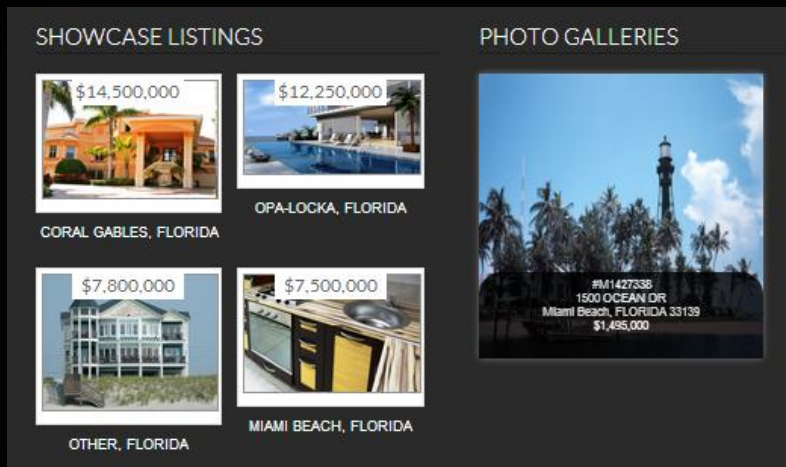 SHOWCASE LISTINGS
$14,500,000
CORAL GABLES, FLORIDA
$12,250,000
OPA-LOCKA, FLORIDA
$7,800,000
OTHER, FLORIDA
$7,500,000
MIAMI BEACH, FLORIDA
PHOTO GALLERIES
#M1427338
1500 OCEAN DR
Miami Beach, FLORIDA 33139
$1,495,000